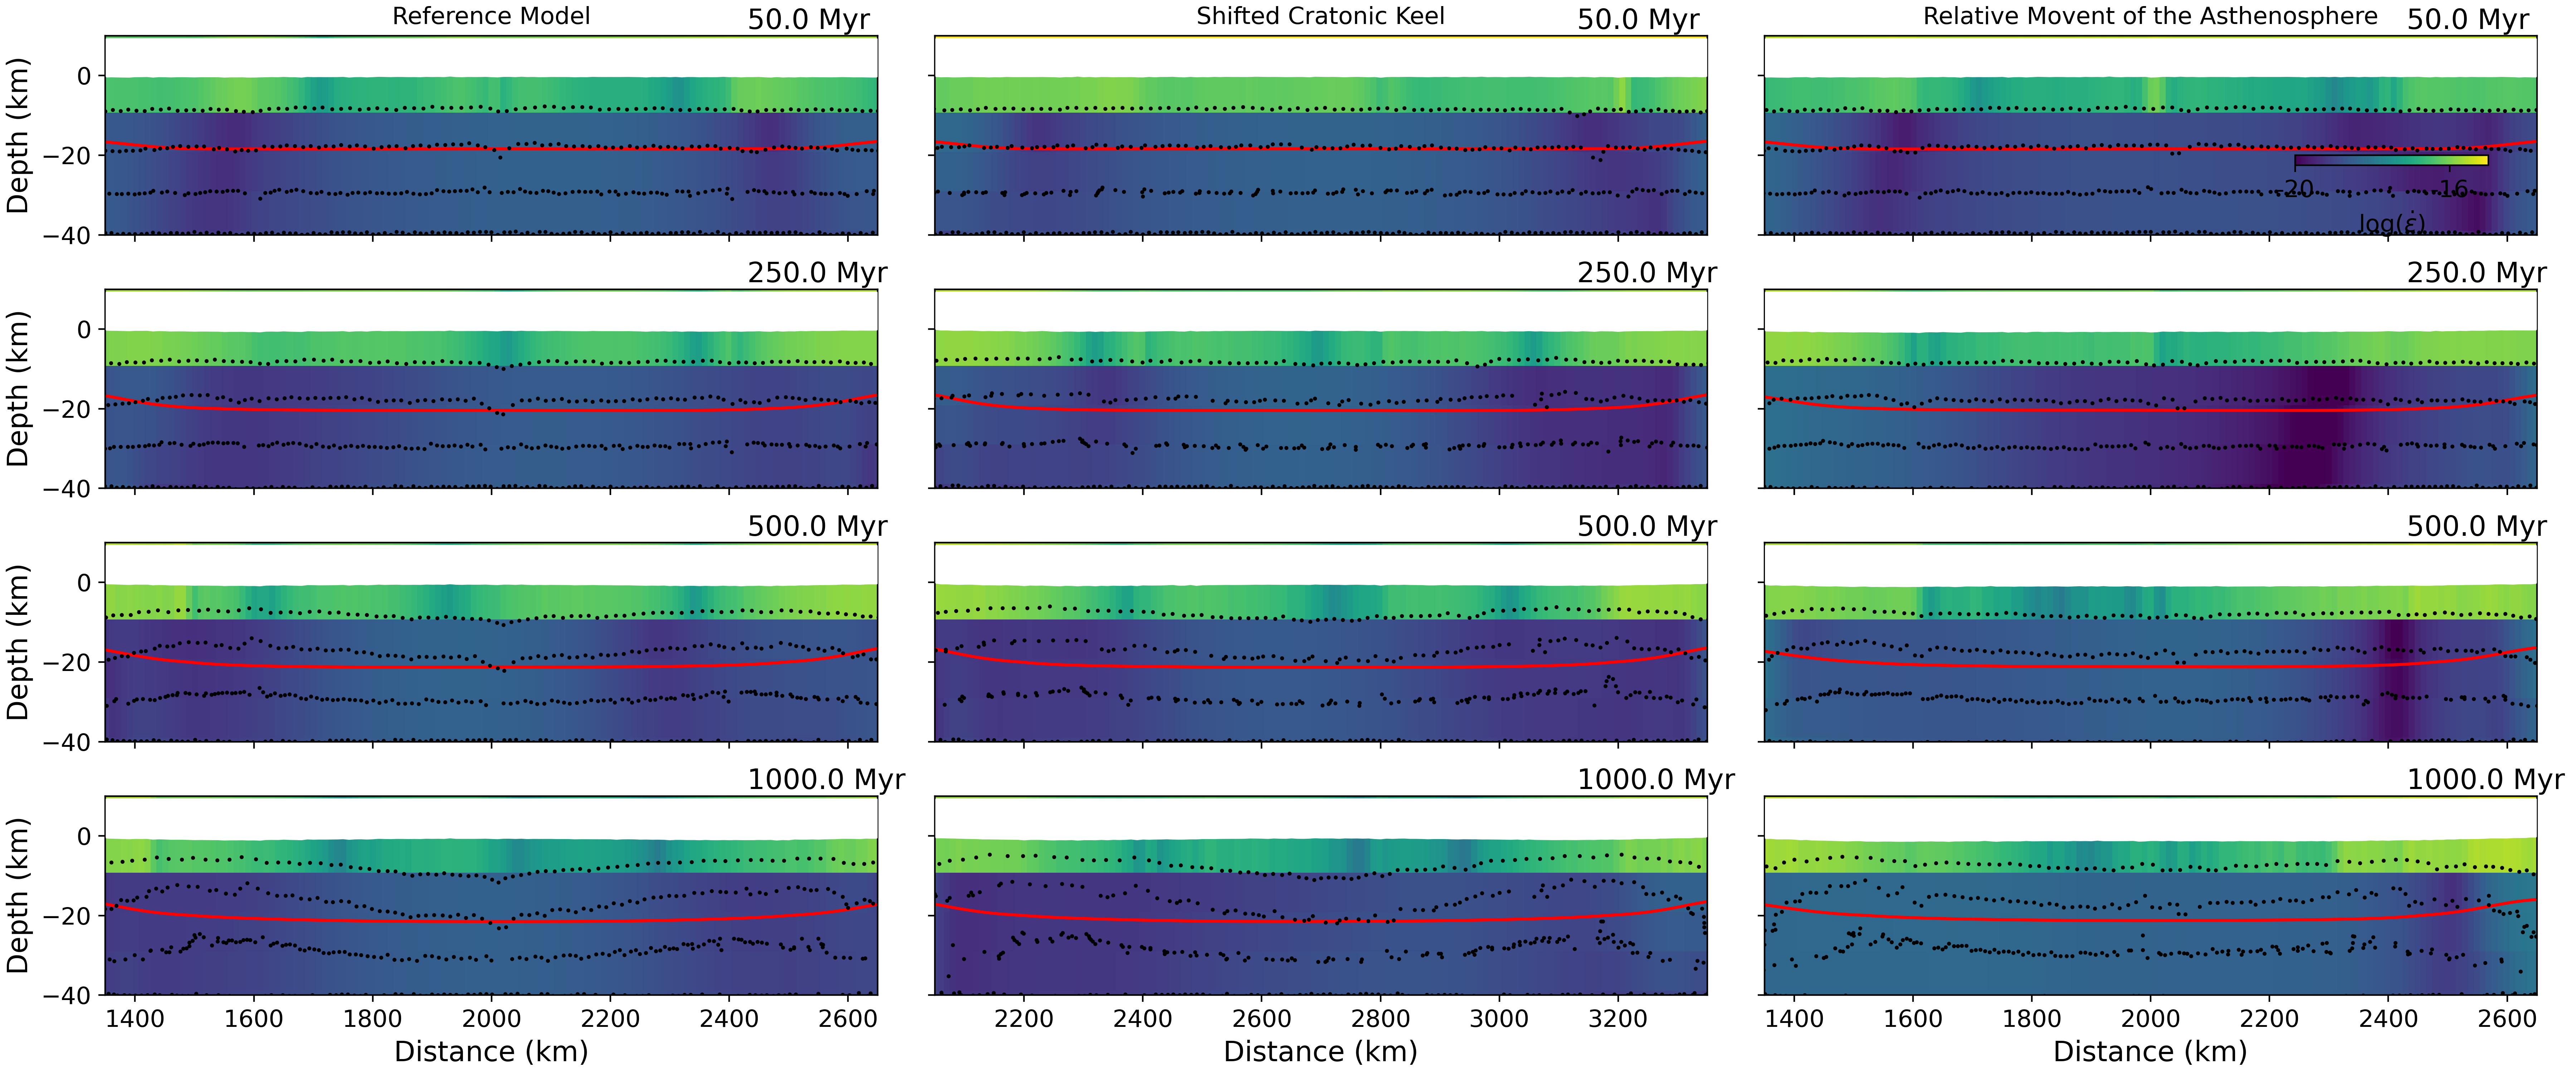 Reference Model 50.0 Myr
Shifted Cratonic Keel 50.0 Myr
Relative Movent of the Asthenosphere 50.0 Myr
Depth (km)
0
−20
−40
−20 −16
log(ε̇)
250.0 Myr 250.0 Myr 250.0 Myr
Depth (km)
0
−20
−40
500.0 Myr 500.0 Myr 500.0 Myr
Depth (km)
0
−20
−40
1000.0 Myr 1000.0 Myr 1000.0 Myr
Depth (km)
0
−20
−40
1400 1600 1800 2000 2200 2400 2600
2200 2400 2600 2800 3000 3200
1400 1600 1800 2000 2200 2400 2600
Distance (km) Distance (km) Distance (km)